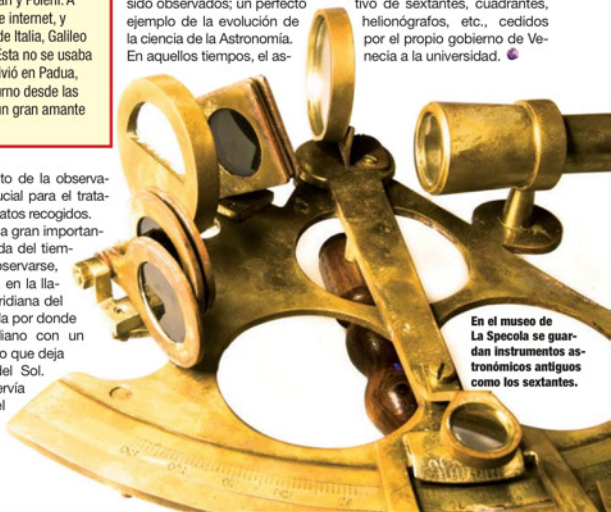 an y Poleni. A
e internet, y
de Italia, Galileo
Esta no se usaba
vivió en Padua,
urno desde las
un gran amante
to de la observa-
ucial para el trata-
atos recogidos.
a gran importan-
da del tiem-
observarse,
en la lla-
ridiana del
la por donde
diano con un
o que deja
del Sol.
ervía
el
sido observados; un perfecto
ejemplo de la evolución de
la ciencia de la Astronomía.
En aquellos tiempos, el as-
tivo de sextantes, cuadrantes,
helionógrafos, etc., cedidos
por el propio gobierno de Ve-
necia a la universidad.
En el museo de
La Specola se guar-
dan instrumentos as-
tronómicos antiguos
como los sextantes.